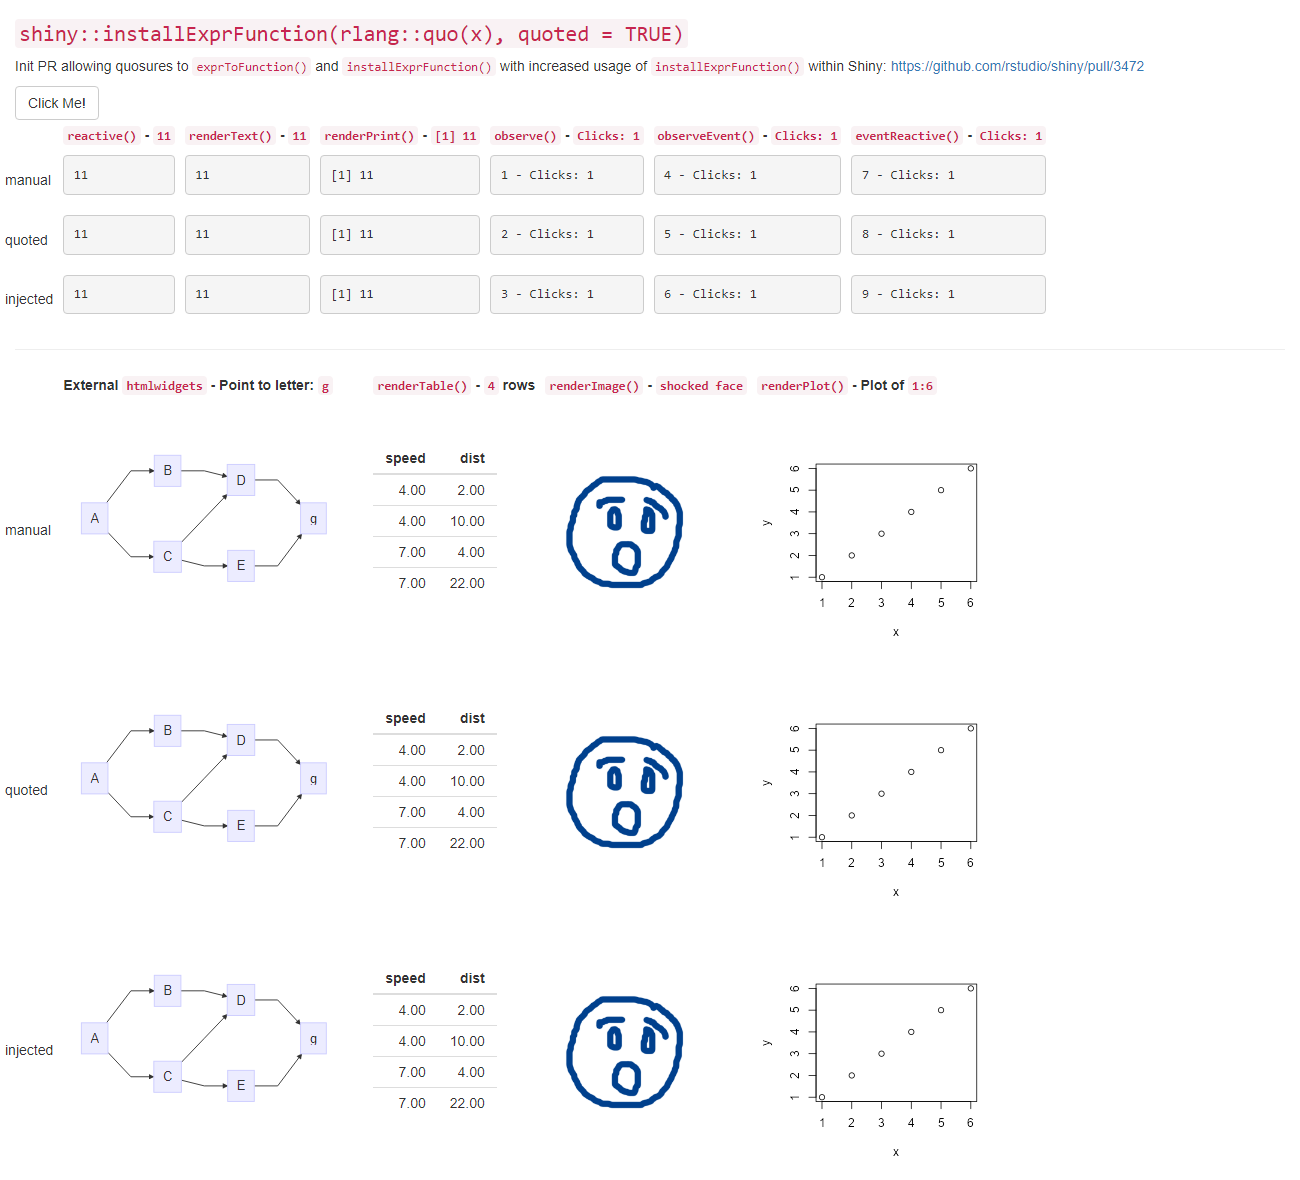 shiny::installExprFunction(rlang::quo(x), quoted = TRUE)
Init PR allowing quosures to exprToFunction() and installExprFunction() with increased usage of installExprFunction() within Shiny: https://github.com/rstudio/shiny/pull/3472
Click Me!
reactive() - 11 renderText() - 11 renderPrint() - [1] 11 observe() - Clicks: 1 observeEvent() - Clicks: 1 eventReactive() - Clicks: 1
manual 11 11 [1] 11 1 - Clicks: 1 4 - Clicks: 1 7 - Clicks: 1
quoted 11 11 [1] 11 2 - Clicks: 1 5 - Clicks: 1 8 - Clicks: 1
injected 11 11 [1] 11 3 - Clicks: 1 6 - Clicks: 1 9 - Clicks: 1
External htmlwidgets - Point to letter: g renderTable() - 4 rows renderImage() - shocked face renderPlot() - Plot of 1:6
manual
A
B
C
D
E
g
speed dist
4.00 2.00
4.00 10.00
7.00 4.00
7.00 22.00
y
6
5
4
3
2
1
1 2 3 4 5 6
x
quoted
A
B
C
D
E
g
speed dist
4.00 2.00
4.00 10.00
7.00 4.00
7.00 22.00
y
6
5
4
3
2
1
1 2 3 4 5 6
x
injected
A
B
C
D
E
g
speed dist
4.00 2.00
4.00 10.00
7.00 4.00
7.00 22.00
y
6
5
4
3
2
1
1 2 3 4 5 6
x